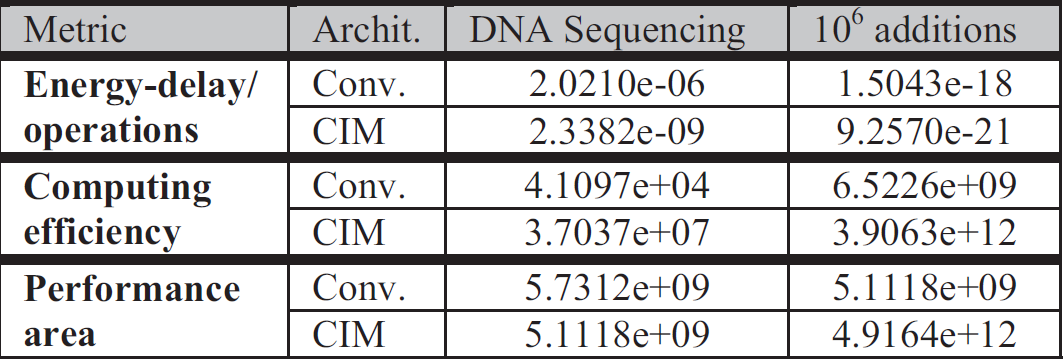 Metric Archit. DNA Sequencing 10⁶ additions
Energy-delay/ operations Conv. 2.0210e-06 1.5043e-18
CIM 2.3382e-09 9.2570e-21
Computing efficiency Conv. 4.1097e+04 6.5226e+09
CIM 3.7037e+07 3.9063e+12
Performance area Conv. 5.7312e+09 5.1118e+09
CIM 5.1118e+09 4.9164e+12